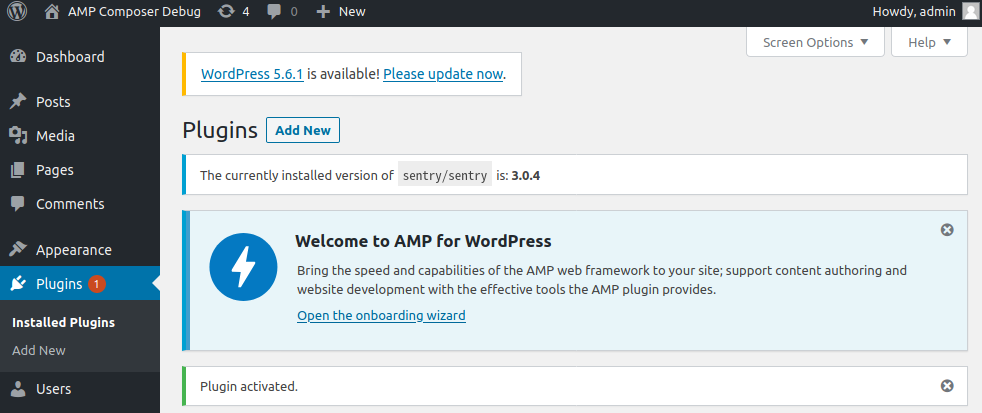 AMP Composer Debug 4 0 New Howdy, admin
Screen Options Help
Dashboard
Posts
Media
Pages
Comments
Appearance
Plugins 1
Installed Plugins
Add New
Users
WordPress 5.6.1 is available! Please update now.
Plugins Add New
The currently installed version of sentry/sentry is: 3.0.4
Welcome to AMP for WordPress
Bring the speed and capabilities of the AMP web framework to your site; support content authoring and
website development with the effective tools the AMP plugin provides.
Open the onboarding wizard
Plugin activated.